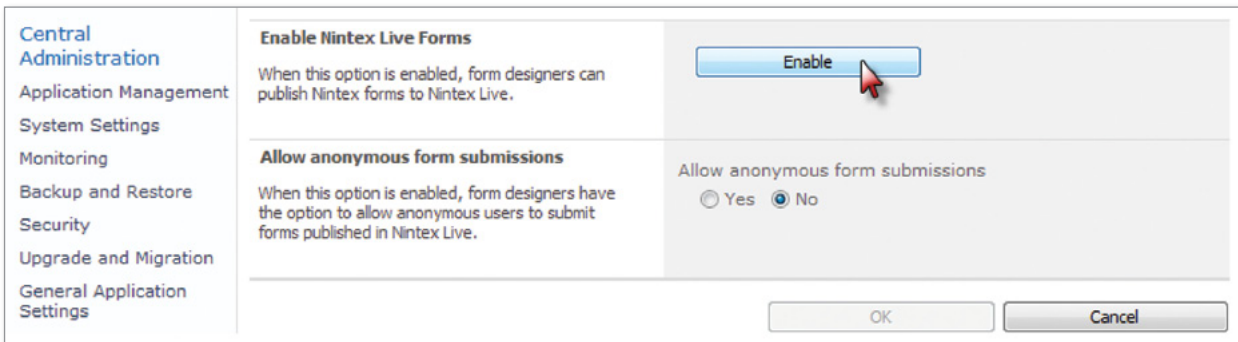 Central
Administration
Application Management
System Settings
Monitoring
Backup and Restore
Security
Upgrade and Migration
General Application
Settings
Enable Nintex Live Forms
When this option is enabled, form designers can
publish Nintex forms to Nintex Live.
Enable
Allow anonymous form submissions
When this option is enabled, form designers have
the option to allow anonymous users to submit
forms published in Nintex Live.
Allow anonymous form submissions
Yes No
OK Cancel